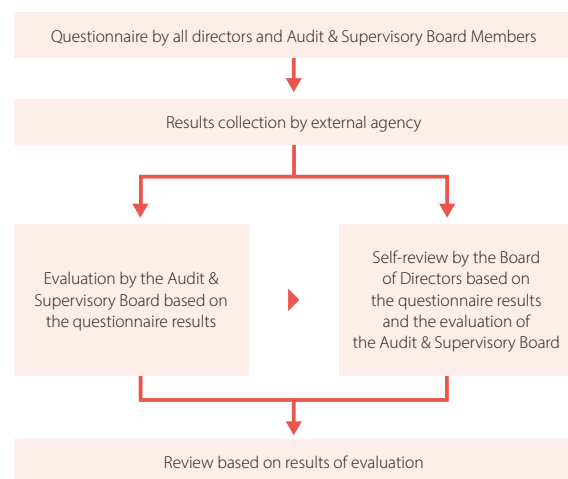 Questionnaire by all directors and Audit & Supervisory Board Members
Results collection by external agency
Evaluation by the Audit &
Supervisory Board based on
the questionnaire results
Self-review by the Board
of Directors based on
the questionnaire results
and the evaluation of
the Audit & Supervisory Board
Review based on results of evaluation